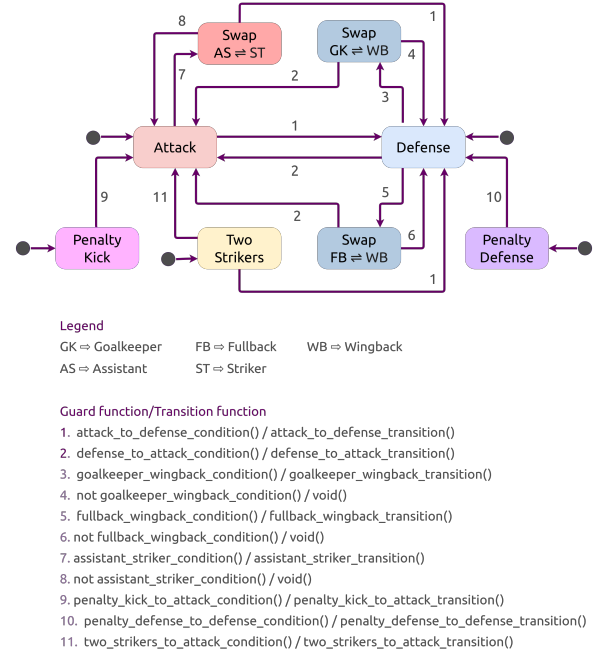 8
1
Swap
AS ⇌ ST
Swap
GK ⇌ WB
4
7
2
3
1
Attack
Defense
2
9
11
5
10
2
6
Penalty
Kick
Two
Strikers
Swap
FB ⇌ WB
Penalty
Defense
1
Legend
GK ⇨ Goalkeeper FB ⇨ Fullback WB ⇨ Wingback
AS ⇨ Assistant ST ⇨ Striker
Guard function/Transition function
1. attack_to_defense_condition() / attack_to_defense_transition()
2. defense_to_attack_condition() / defense_to_attack_transition()
3. goalkeeper_wingback_condition() / goalkeeper_wingback_transition()
4. not goalkeeper_wingback_condition() / void()
5. fullback_wingback_condition() / fullback_wingback_transition()
6. not fullback_wingback_condition() / void()
7. assistant_striker_condition() / assistant_striker_transition()
8. not assistant_striker_condition() / void()
9. penalty_kick_to_attack_condition() / penalty_kick_to_attack_transition()
10. penalty_defense_to_defense_condition() / penalty_defense_to_defense_transition()
11. two_strikers_to_attack_condition() / two_strikers_to_attack_transition()